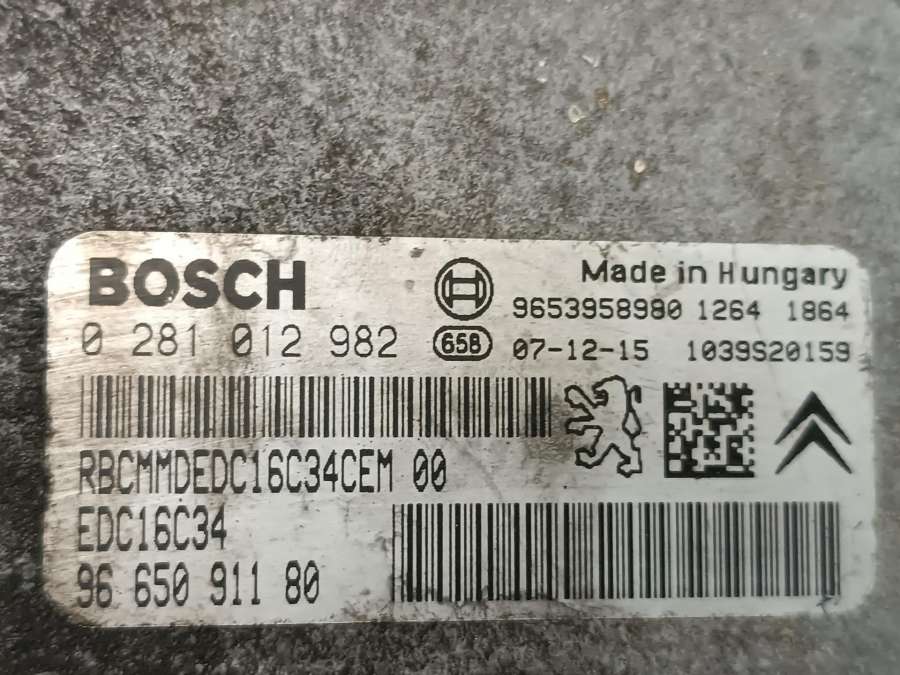 BOSCH
Made in Hungary
9653958980 1264 1864
0 281 012 982
65B 07-12-15 1039S20159
RBCMMDEDC16C34CEM 00
EDC16C34
96 650 911 80